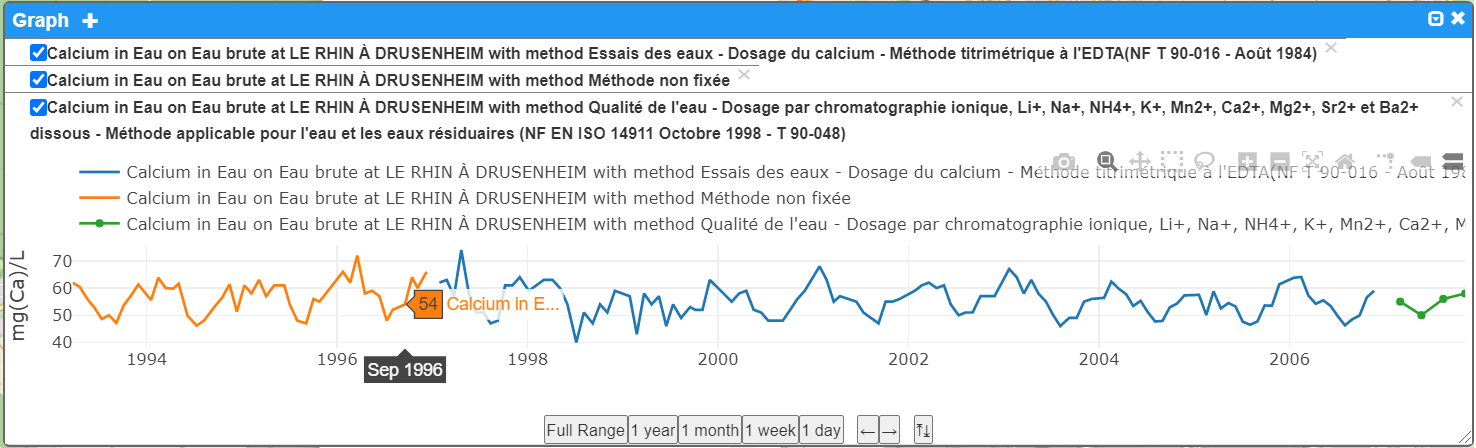 Graph
Calcium in Eau on Eau brute at LE RHIN À DRUSENHEIM with method Essais des eaux - Dosage du calcium - Méthode titrimétrique à l'EDTA(NF T 90-016 - Août 1984)
Calcium in Eau on Eau brute at LE RHIN À DRUSENHEIM with method Méthode non fixée
Calcium in Eau on Eau brute at LE RHIN À DRUSENHEIM with method Qualité de l'eau - Dosage par chromatographie ionique, Li+, Na+, NH4+, K+, Mn2+, Ca2+, Mg2+, Sr2+ et Ba2+
dissous - Méthode applicable pour l'eau et les eaux résiduaires (NF EN ISO 14911 Octobre 1998 - T 90-048)
Calcium in Eau on Eau brute at LE RHIN À DRUSENHEIM with method Essais des eaux - Dosage du calcium - Méthode titrimétrique à l'EDTA(NF T 90-016 - Août 198
Calcium in Eau on Eau brute at LE RHIN À DRUSENHEIM with method Méthode non fixée
Calcium in Eau on Eau brute at LE RHIN À DRUSENHEIM with method Qualité de l'eau - Dosage par chromatographie ionique, Li+, Na+, NH4+, K+, Mn2+, Ca2+, M
mg(Ca)/L
70
60
50
40
54 Calcium in E...
1994 1996 1998 2000 2002 2004 2006
Sep 1996
Full Range 1 year 1 month 1 week 1 day ← → ⤒⤓